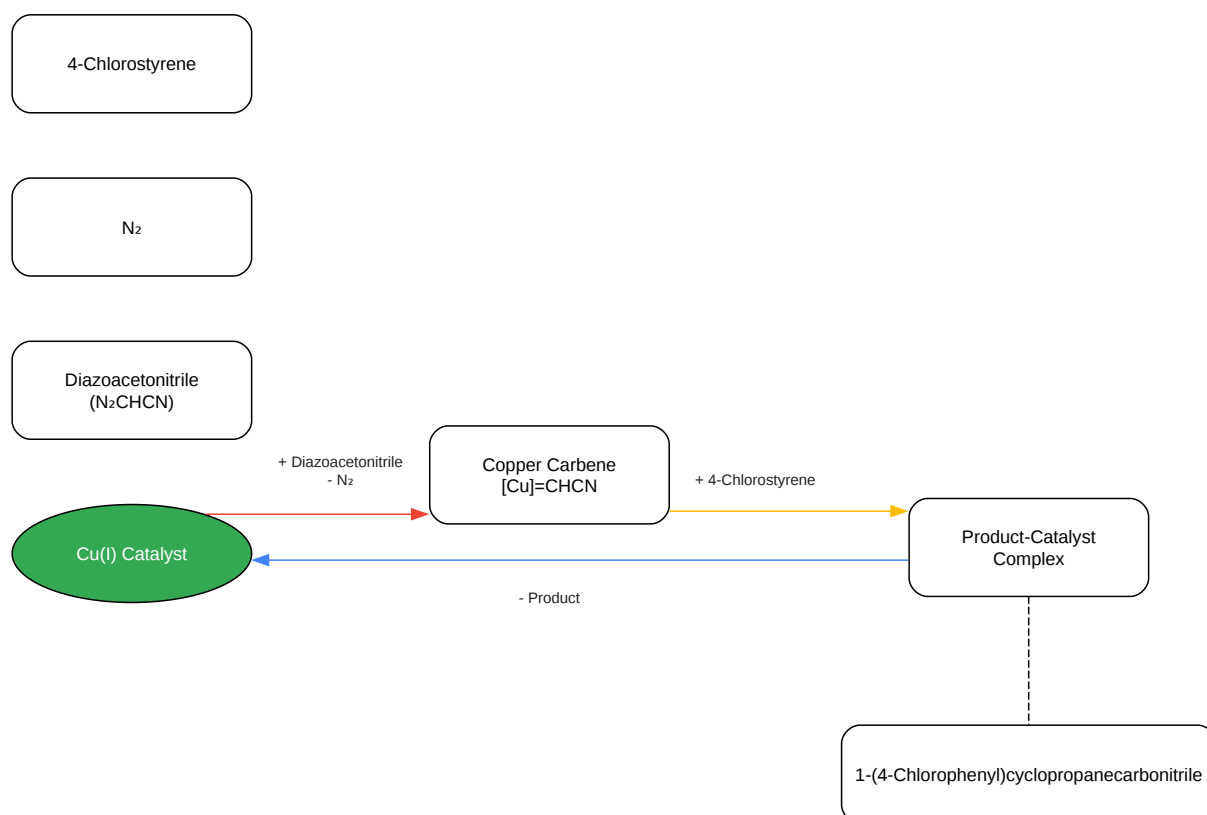 4-Chlorostyrene
N₂
Diazoacetonitrile
(N₂CHCN)
+ Diazoacetonitrile
- N₂
Copper Carbene
[Cu]=CHCN
+ 4-Chlorostyrene
Cu(I) Catalyst
Product-Catalyst
Complex
- Product
1-(4-Chlorophenyl)cyclopropanecarbonitrile